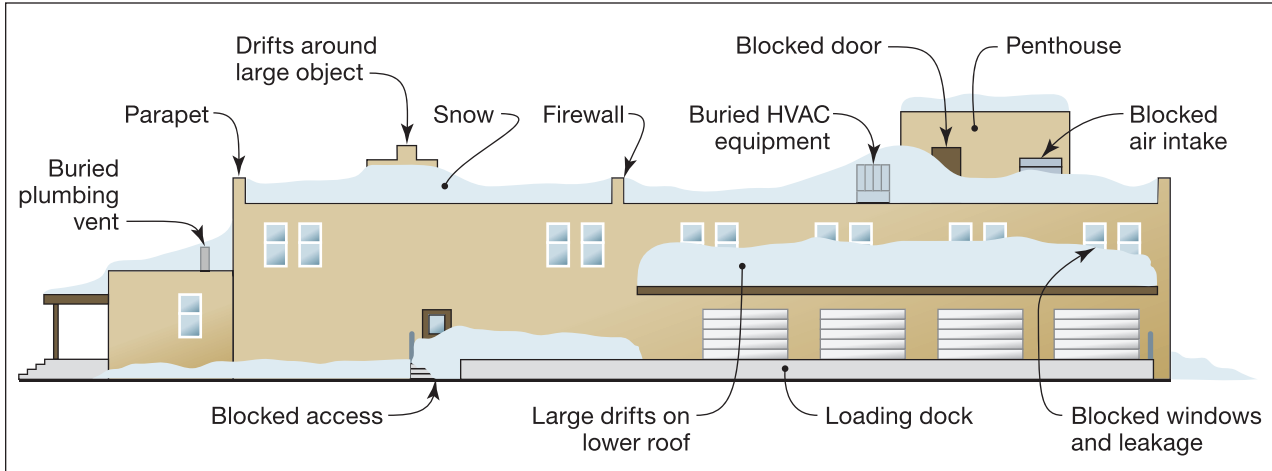 Drifts around
large object
Blocked door
Penthouse
Parapet
Snow
Firewall
Buried HVAC
equipment
Blocked
air intake
Buried
plumbing
vent
Blocked access
Large drifts on
lower roof
Loading dock
Blocked windows
and leakage